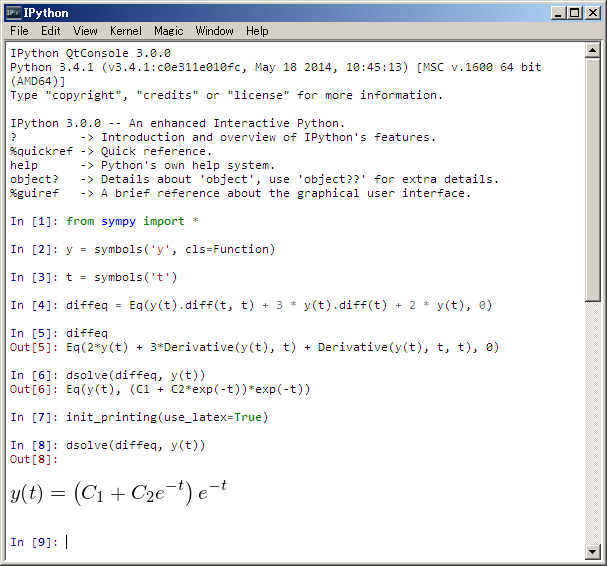 IPython
File Edit View Kernel Magic Window Help
IPython QtConsole 3.0.0
Python 3.4.1 (v3.4.1:c0e311e010fc, May 18 2014, 10:45:13) [MSC v.1600 64 bit
(AMD64)]
Type "copyright", "credits" or "license" for more information.
IPython 3.0.0 -- An enhanced Interactive Python.
?         -> Introduction and overview of IPython's features.
%quickref -> Quick reference.
help      -> Python's own help system.
object?   -> Details about 'object', use 'object??' for extra details.
%guiref   -> A brief reference about the graphical user interface.
In [1]: from sympy import *
In [2]: y = symbols('y', cls=Function)
In [3]: t = symbols('t')
In [4]: diffeq = Eq(y(t).diff(t, t) + 3 * y(t).diff(t) + 2 * y(t), 0)
In [5]: diffeq
Out[5]: Eq(2*y(t) + 3*Derivative(y(t), t) + Derivative(y(t), t, t), 0)
In [6]: dsolve(diffeq, y(t))
Out[6]: Eq(y(t), (C1 + C2*exp(-t))*exp(-t))
In [7]: init_printing(use_latex=True)
In [8]: dsolve(diffeq, y(t))
Out[8]:
y(t) = (C₁ + C₂e⁻ᵗ) e⁻ᵗ
In [9]: